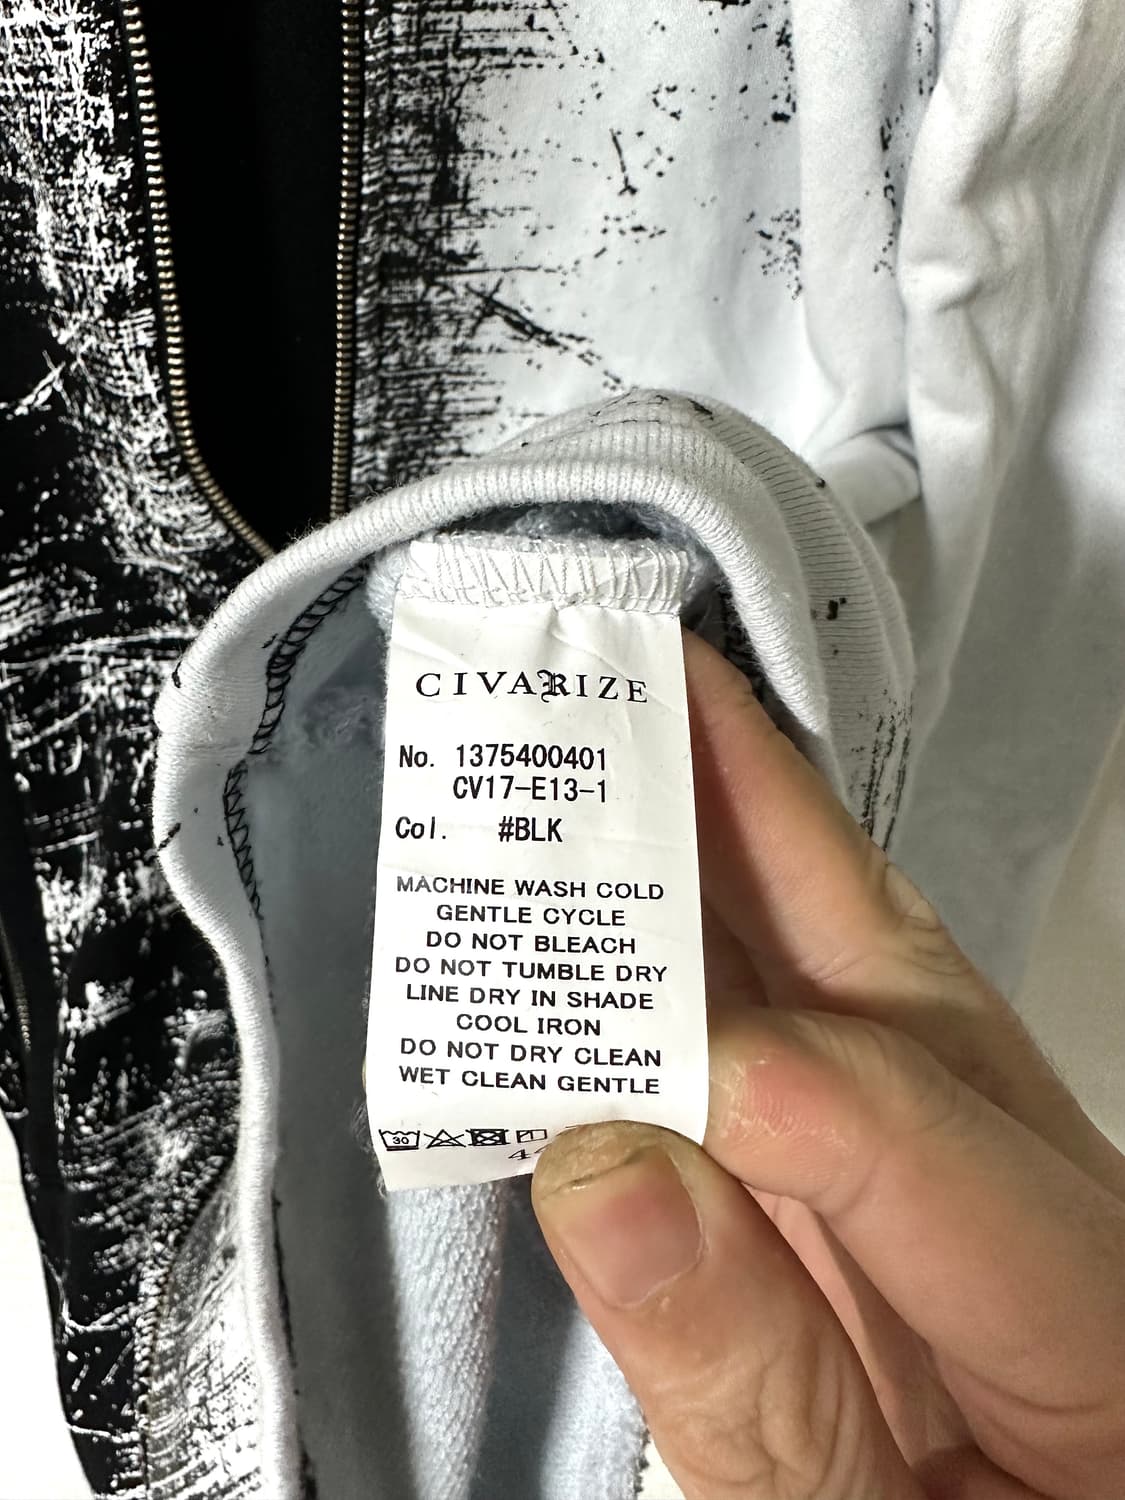 CIVARIZE
No. 1375400401
CV17-E13-1
Col. #BLK
MACHINE WASH COLD
GENTLE CYCLE
DO NOT BLEACH
DO NOT TUMBLE DRY
LINE DRY IN SHADE
COOL IRON
DO NOT DRY CLEAN
WET CLEAN GENTLE
30